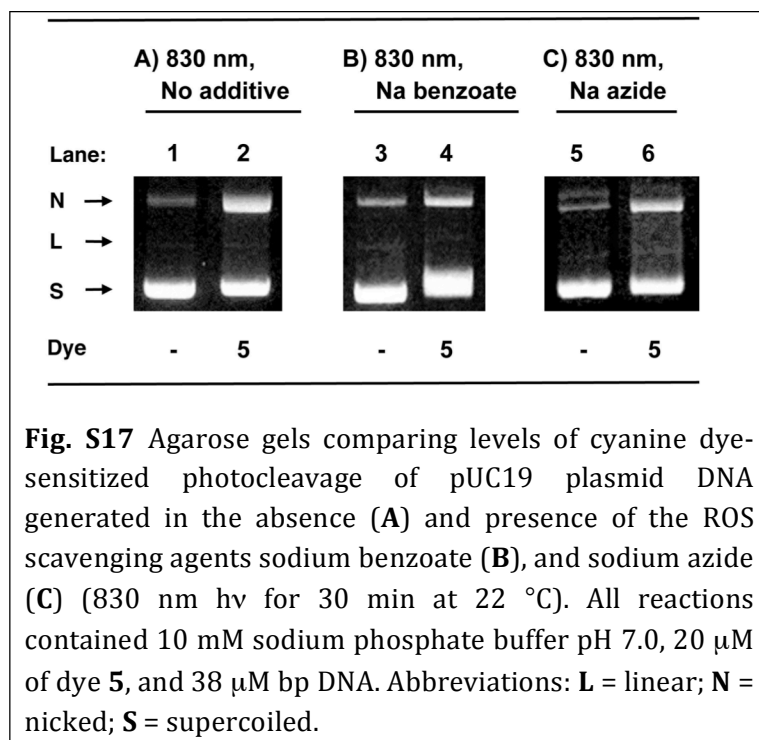 A) 830 nm, B) 830 nm, C) 830 nm,
No additive Na benzoate Na azide
Lane: 1 2 3 4 5 6
N →
L →
S →
Dye - 5 - 5 - 5
Fig. S17 Agarose gels comparing levels of cyanine dye-
sensitized photocleavage of pUC19 plasmid DNA
generated in the absence (A) and presence of the ROS
scavenging agents sodium benzoate (B), and sodium azide
(C) (830 nm hν for 30 min at 22 °C). All reactions
contained 10 mM sodium phosphate buffer pH 7.0, 20 μM
of dye 5, and 38 μM bp DNA. Abbreviations: L = linear; N =
nicked; S = supercoiled.